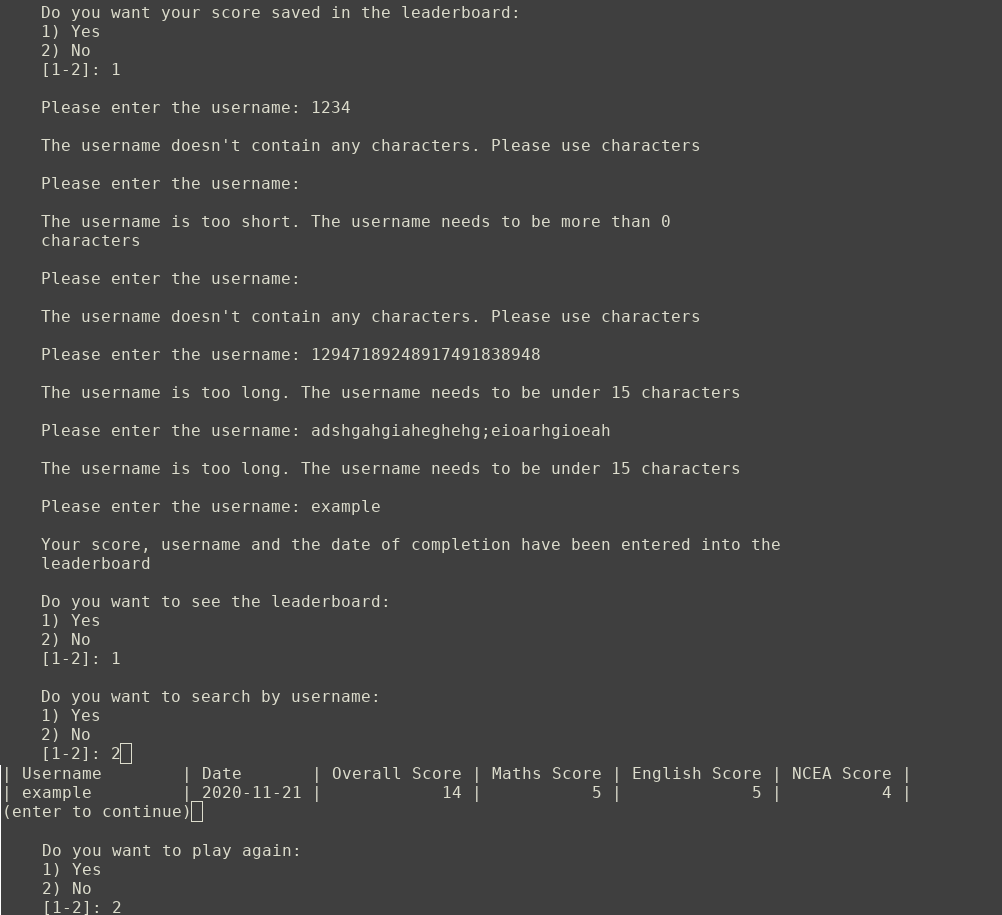 Do you want your score saved in the leaderboard:
1) Yes
2) No
[1-2]: 1
Please enter the username: 1234
The username doesn't contain any characters. Please use characters
Please enter the username:
The username is too short. The username needs to be more than 0
characters
Please enter the username:
The username doesn't contain any characters. Please use characters
Please enter the username: 12947189248917491838948
The username is too long. The username needs to be under 15 characters
Please enter the username: adshgahgiaheghehg;eioarhgioeah
The username is too long. The username needs to be under 15 characters
Please enter the username: example
Your score, username and the date of completion have been entered into the
leaderboard
Do you want to see the leaderboard:
1) Yes
2) No
[1-2]: 1
Do you want to search by username:
1) Yes
2) No
[1-2]: 2
| Username        | Date       | Overall Score | Maths Score | English Score | NCEA Score |
| example         | 2020-11-21 |            14 |           5 |             5 |          4 |
(enter to continue)
Do you want to play again:
1) Yes
2) No
[1-2]: 2